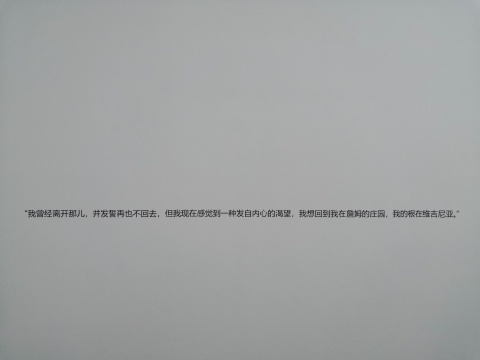 “我曾经离开那儿，并发誓再也不回去，但我现在感觉到一种发自内心的渴望，我想回到我在詹姆的庄园，我的根在维吉尼亚。”